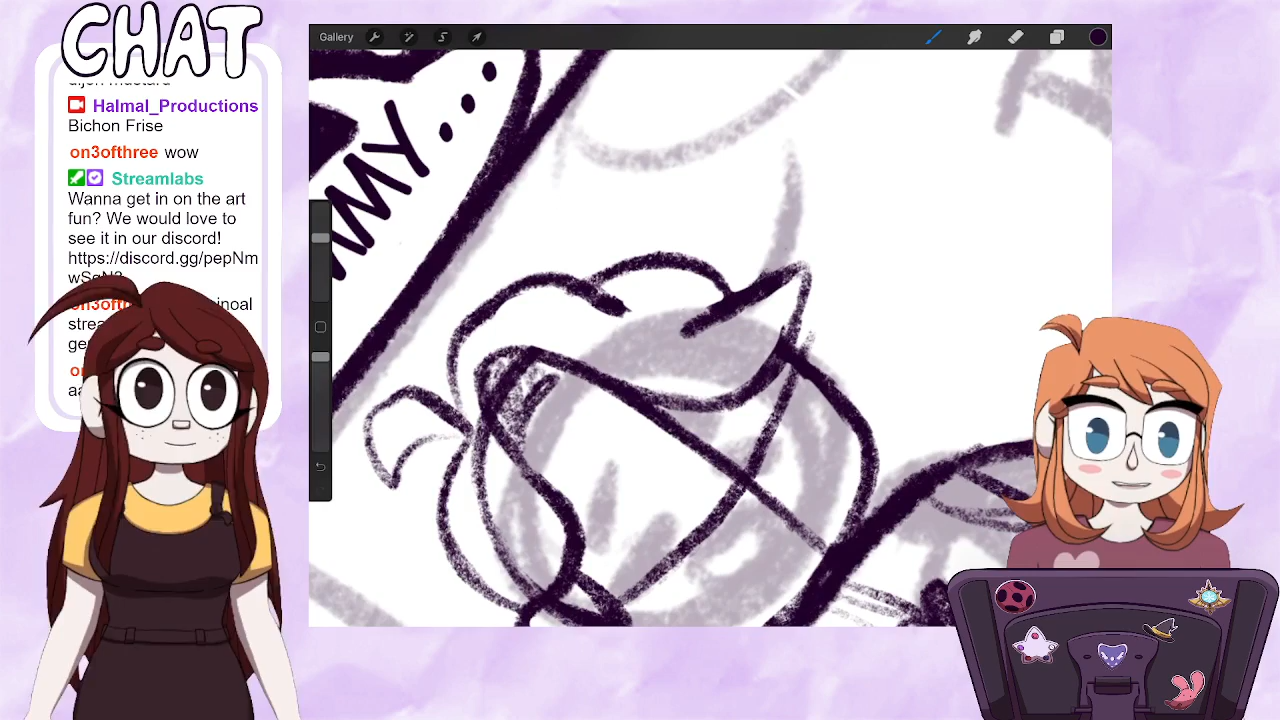 CHAT
Halmal_Productions
Bichon Frise
on3ofthree wow
Streamlabs
Wanna get in on the art
fun? We would love to
see it in our discord!
https://discord.gg/pepNm
Gallery
MY...